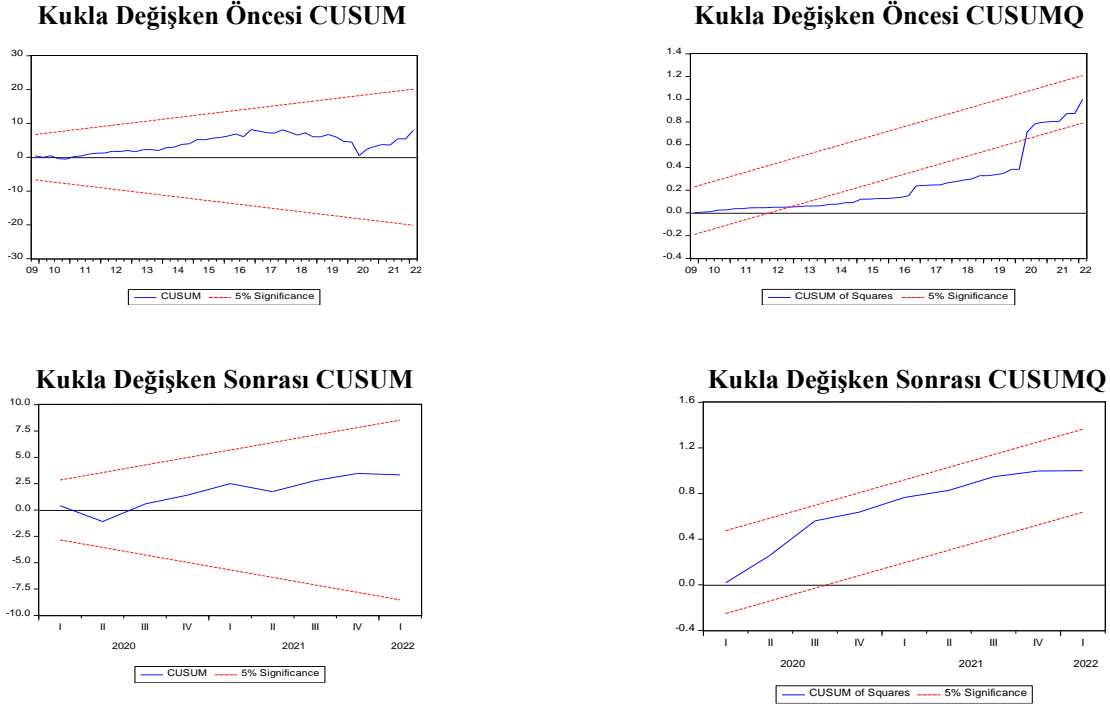 Kukla Değişken Öncesi CUSUM
30
20
10
0
-10
-20
-30
09 10 11 12 13 14 15 16 17 18 19 20 21 22
CUSUM 5% Significance
Kukla Değişken Öncesi CUSUMQ
1.4
1.2
1.0
0.8
0.6
0.4
0.2
0.0
-0.2
-0.4
09 10 11 12 13 14 15 16 17 18 19 20 21 22
CUSUM of Squares 5% Significance
Kukla Değişken Sonrası CUSUM
10.0
7.5
5.0
2.5
0.0
-2.5
-5.0
-7.5
-10.0
I II III IV I II III IV I
2020 2021 2022
CUSUM 5% Significance
Kukla Değişken Sonrası CUSUMQ
1.6
1.2
0.8
0.4
0.0
-0.4
I II III IV I II III IV I
2020 2021 2022
CUSUM of Squares 5% Significance